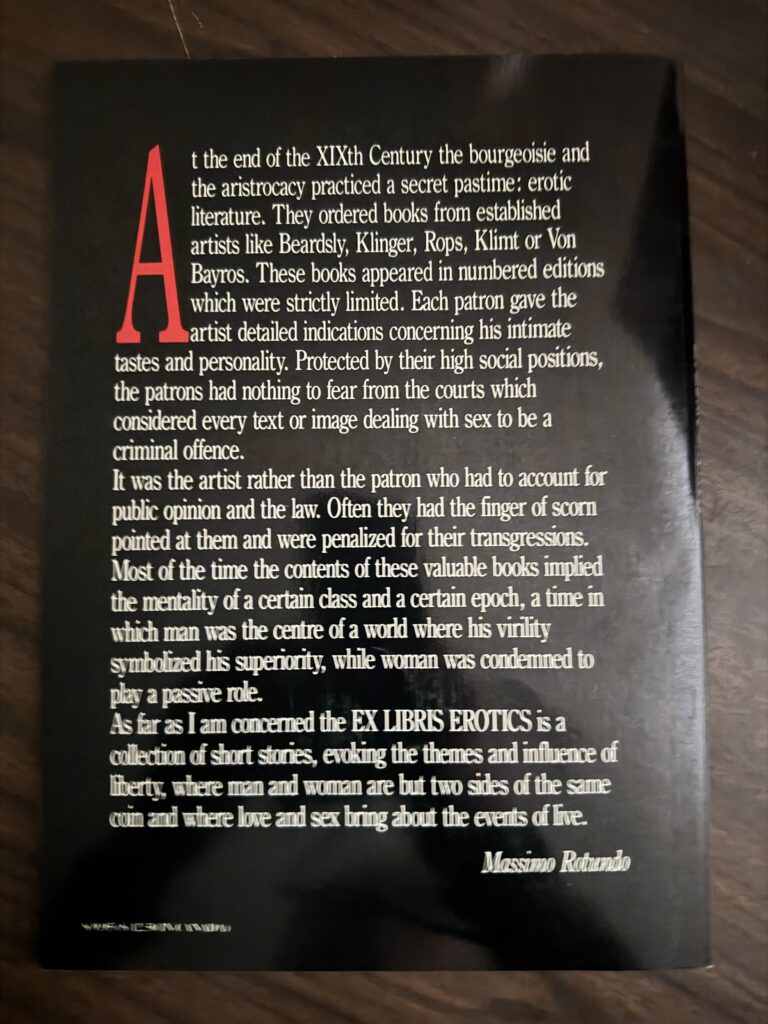 At the end of the XIXth Century the bourgeoisie and
the aristrocacy practiced a secret pastime: erotic
literature. They ordered books from established
artists like Beardsly, Klinger, Rops, Klimt or Von
Bayros. These books appeared in numbered editions
which were strictly limited. Each patron gave the
artist detailed indications concerning his intimate
tastes and personality. Protected by their high social positions,
the patrons had nothing to fear from the courts which
considered every text or image dealing with sex to be a
criminal offence.
It was the artist rather than the patron who had to account for
public opinion and the law. Often they had the finger of scorn
pointed at them and were penalized for their transgressions.
Most of the time the contents of these valuable books implied
the mentality of a certain class and a certain epoch, a time in
which man was the centre of a world where his virility
symbolized his superiority, while woman was condemned to
play a passive role.
As far as I am concerned the EX LIBRIS EROTICS is a
collection of short stories, evoking the themes and influence of
liberty, where man and woman are but two sides of the same
coin and where love and sex bring about the events of live.
Massimo Rotundo